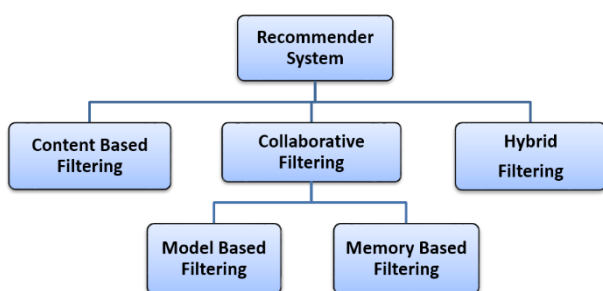 Recommender
System
Content Based
Filtering
Collaborative
Filtering
Hybrid
Filtering
Model Based
Filtering
Memory Based
Filtering